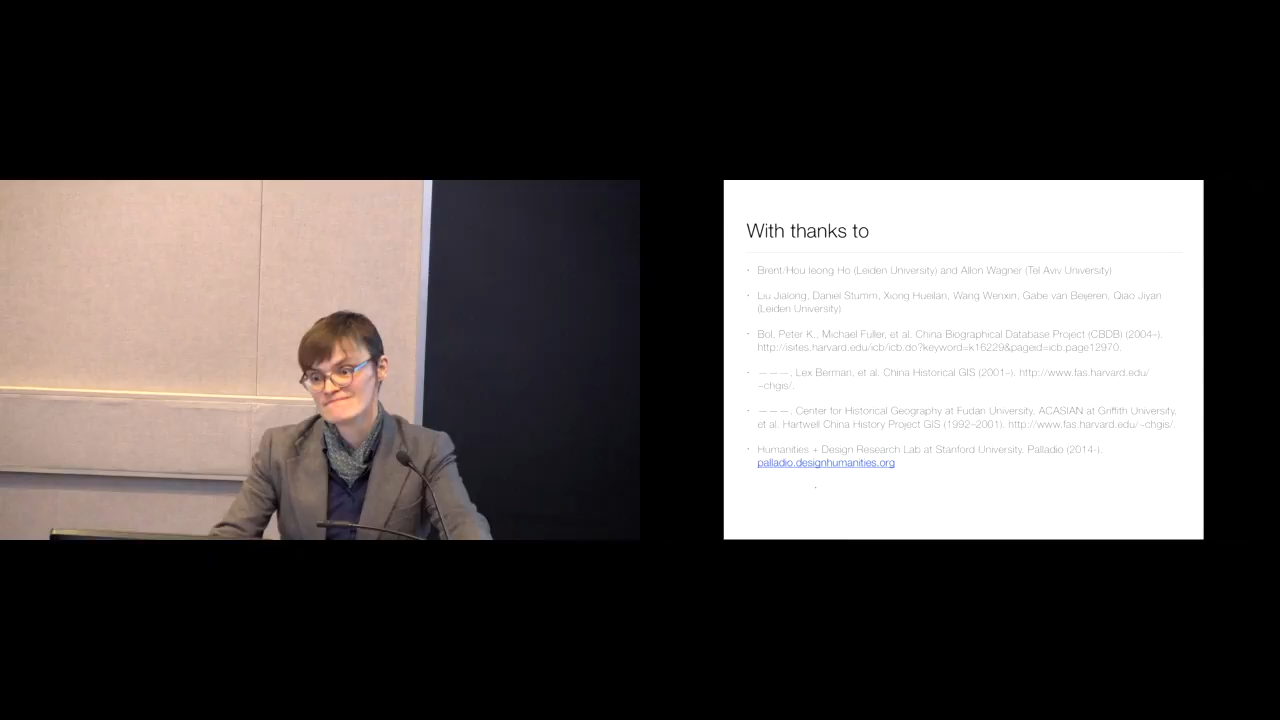 With thanks to
· Brent/Hou Ieong Ho (Leiden University) and Allon Wagner (Tel Aviv University)
· Liu Jialong, Daniel Stumm, Xiong Hueilan, Wang Wenxin, Gabe van Beijeren, Qiao Jiyan
(Leiden University)
· Bol, Peter K., Michael Fuller, et al. China Biographical Database Project (CBDB) (2004–).
http://isites.harvard.edu/icb/icb.do?keyword=k16229&pageid=icb.page12970.
· ———, Lex Berman, et al. China Historical GIS (2001–). http://www.fas.harvard.edu/
~chgis/.
· ———, Center for Historical Geography at Fudan University, ACASIAN at Griffith University,
et al. Hartwell China History Project GIS (1992–2001). http://www.fas.harvard.edu/~chgis/.
· Humanities + Design Research Lab at Stanford University. Palladio (2014-).
palladio.designhumanities.org